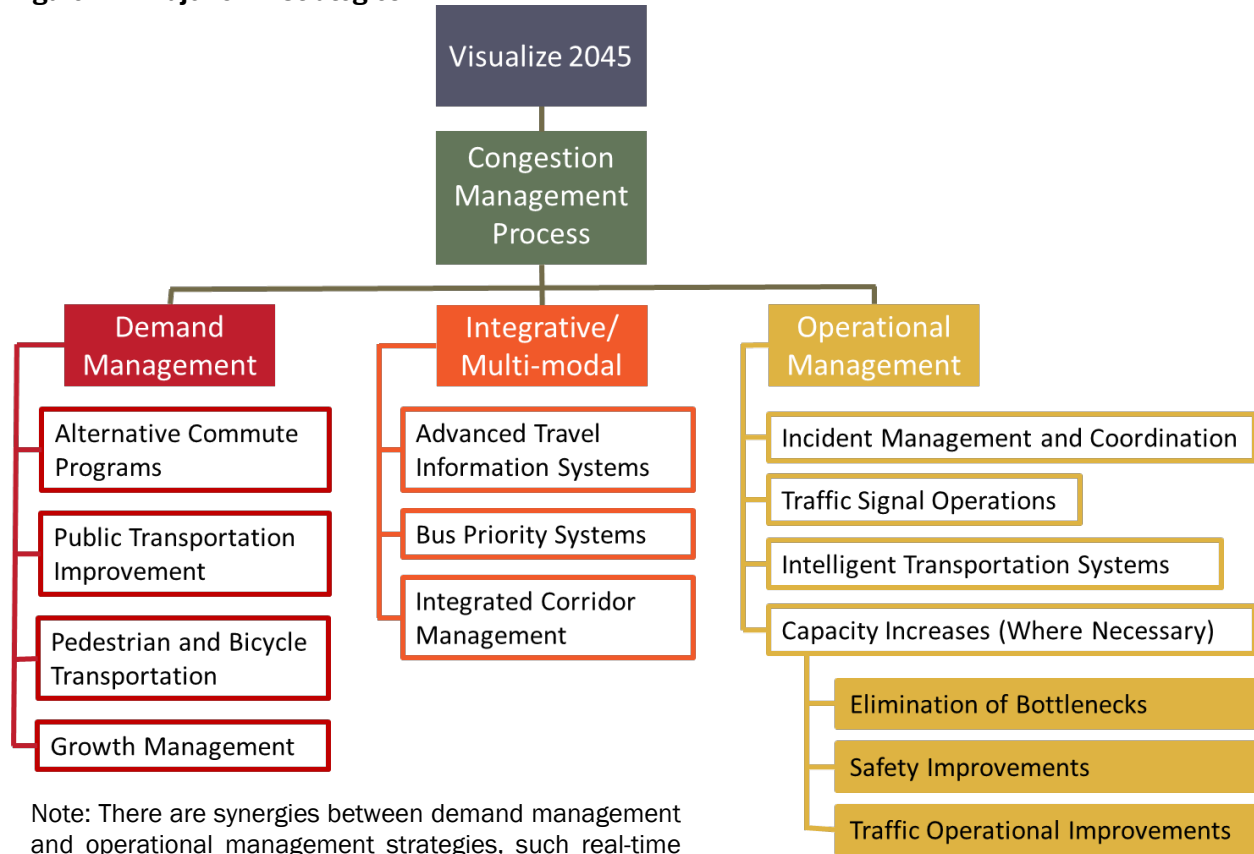 Visualize 2045
Congestion
Management
Process
Demand
Management
Alternative Commute
Programs
Public Transportation
Improvement
Pedestrian and Bicycle
Transportation
Growth Management
Integrative/
Multi-modal
Advanced Travel
Information Systems
Bus Priority Systems
Integrated Corridor
Management
Operational
Management
Incident Management and Coordination
Traffic Signal Operations
Intelligent Transportation Systems
Capacity Increases (Where Necessary)
Elimination of Bottlenecks
Safety Improvements
Traffic Operational Improvements
Note: There are synergies between demand management
and operational management strategies, such real-time